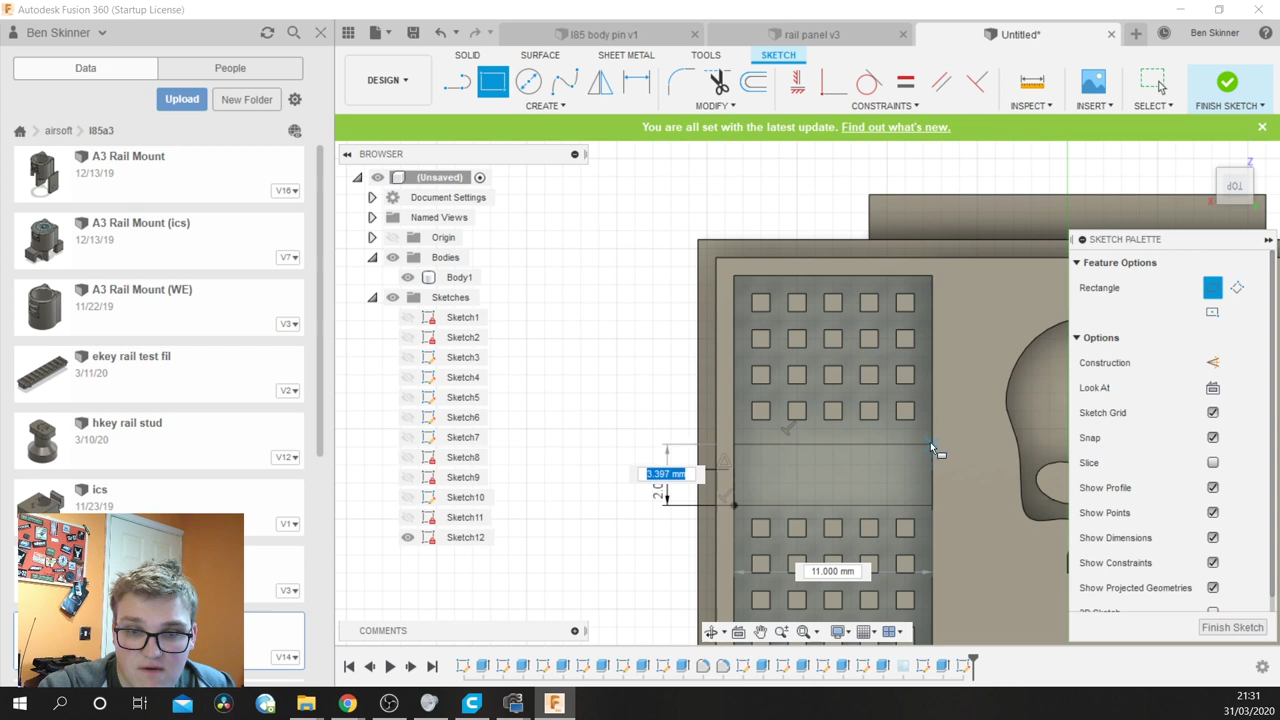 Autodesk Fusion 360 (Startup License)
Ben Skinner
I85 body pin v1
rail panel v3
Untitled*
Ben Skinner
Data
People
SOLID
SURFACE
SHEET METAL
TOOLS
SKETCH
DESIGN
Upload
New Folder
CREATE
MODIFY
CONSTRAINTS
INSPECT
INSERT
SELECT
FINISH SKETCH
airsoft
l85a3
You are all set with the latest update. Find out what's new.
A3 Rail Mount
12/13/19
V16
A3 Rail Mount (ics)
12/13/19
V7
A3 Rail Mount (WE)
11/22/19
V3
ekey rail test fil
3/11/20
V2
hkey rail stud
3/10/20
V12
ics
11/23/19
V1
V3
V14
BROWSER
(Unsaved)
Document Settings
Named Views
Origin
Bodies
Body1
Sketches
Sketch1
Sketch2
Sketch3
Sketch4
Sketch5
Sketch6
Sketch7
Sketch8
Sketch9
Sketch10
Sketch11
Sketch12
3.397 mm
11.000 mm
TOP
Z
X
SKETCH PALETTE
Feature Options
Rectangle
Options
Construction
Look At
Sketch Grid
Snap
Slice
Show Profile
Show Points
Show Dimensions
Show Constraints
Show Projected Geometries
Finish Sketch
COMMENTS
21:31
31/03/2020